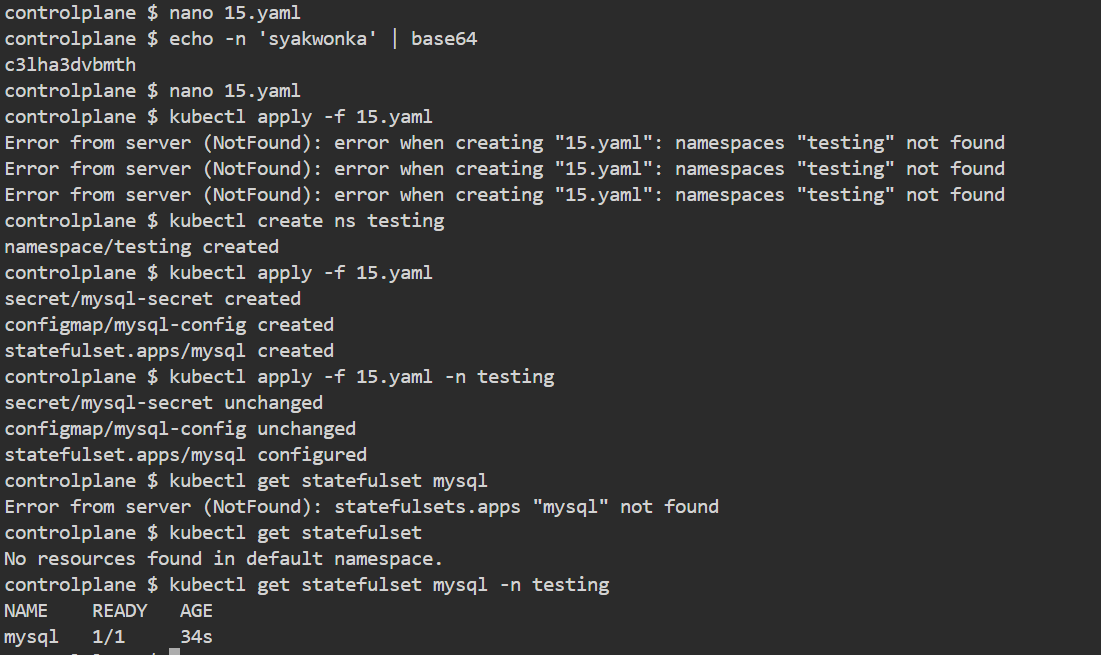 controlplane $ nano 15.yaml
controlplane $ echo -n 'syakwonka' | base64
c3lha3dvbmth
controlplane $ nano 15.yaml
controlplane $ kubectl apply -f 15.yaml
Error from server (NotFound): error when creating "15.yaml": namespaces "testing" not found
Error from server (NotFound): error when creating "15.yaml": namespaces "testing" not found
Error from server (NotFound): error when creating "15.yaml": namespaces "testing" not found
controlplane $ kubectl create ns testing
namespace/testing created
controlplane $ kubectl apply -f 15.yaml
secret/mysql-secret created
configmap/mysql-config created
statefulset.apps/mysql created
controlplane $ kubectl apply -f 15.yaml -n testing
secret/mysql-secret unchanged
configmap/mysql-config unchanged
statefulset.apps/mysql configured
controlplane $ kubectl get statefulset mysql
Error from server (NotFound): statefulsets.apps "mysql" not found
controlplane $ kubectl get statefulset
No resources found in default namespace.
controlplane $ kubectl get statefulset mysql -n testing
NAME    READY   AGE
mysql   1/1     34s